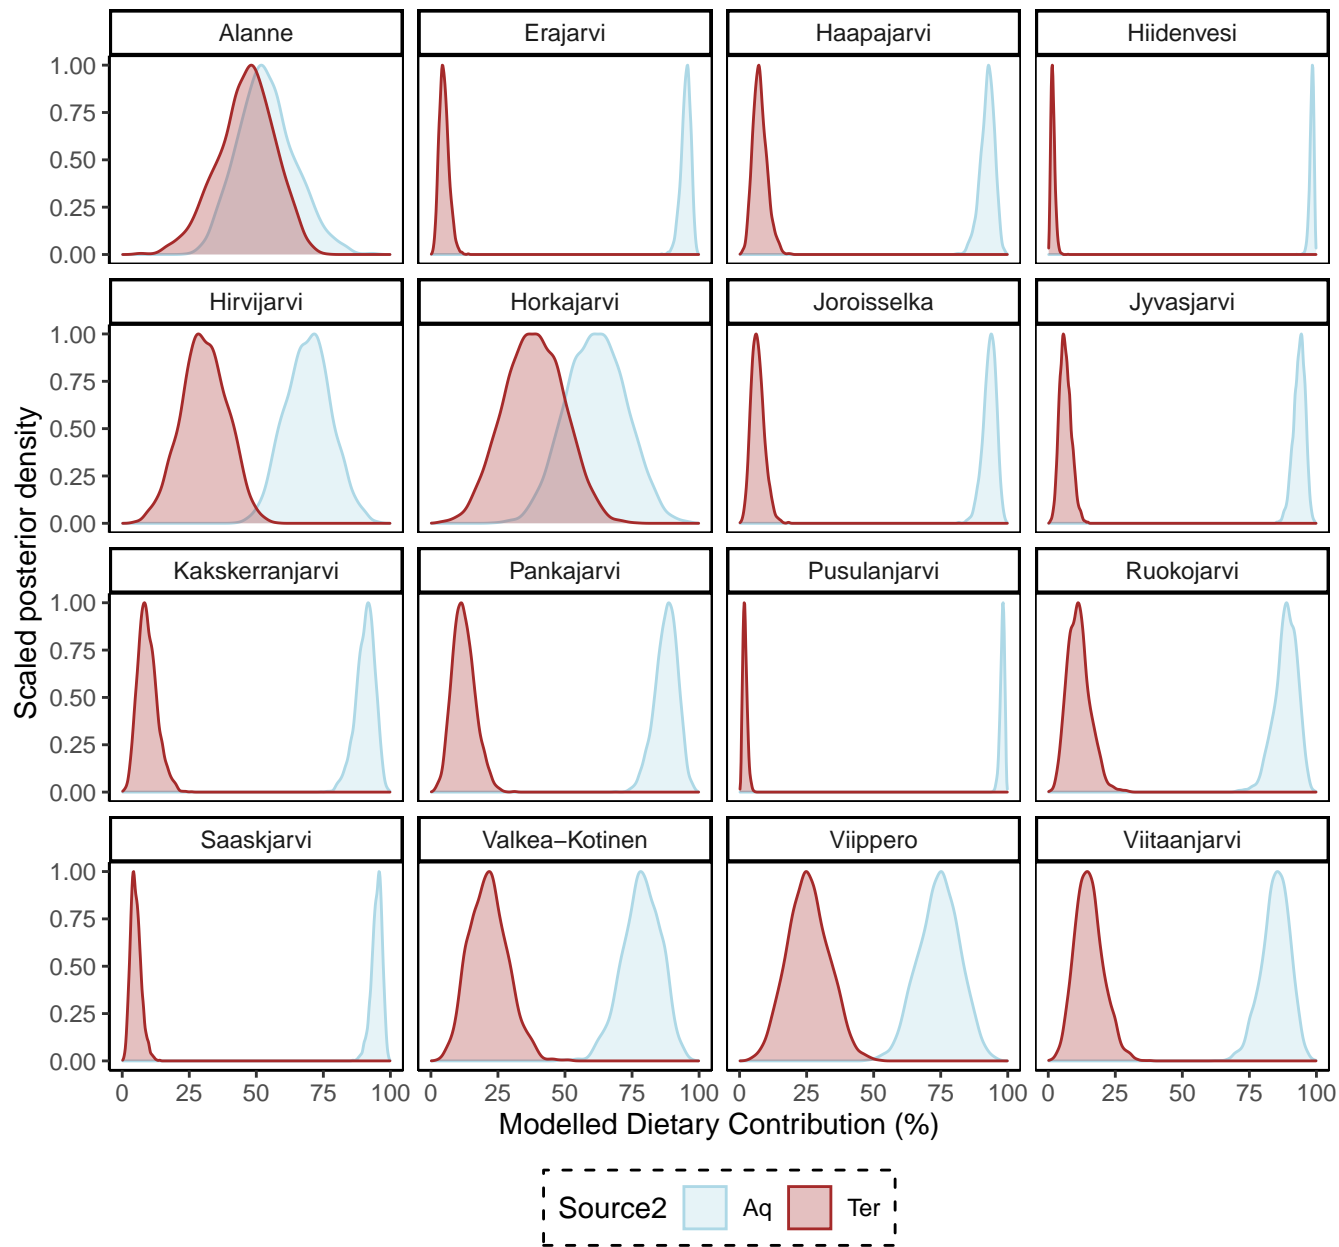 Alanne Erajarvi Haapajarvi Hiidenvesi
1.00
0.75
0.50
0.25
0.00
Hirvijarvi Horkajarvi Joroisselka Jyvasjarvi
1.00
0.75
0.50
0.25
0.00
Kakskerranjarvi Pankajarvi Pusulanjarvi Ruokojarvi
1.00
0.75
0.50
0.25
0.00
Saaskjarvi Valkea−Kotinen Viippero Viitaanjarvi
1.00
0.75
0.50
0.25
0.00
0 25 50 75 100 0 25 50 75 100 0 25 50 75 100 0 25 50 75 100
Scaled posterior density
Modelled Dietary Contribution (%)
Source2 Aq Ter